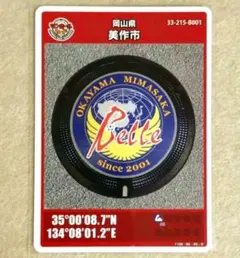 岡山県
美作市
33-215-B001
OKAYAMA MIMASAKA
Belle
since 2001
35°00'08.7"N
134°08'01.2"E